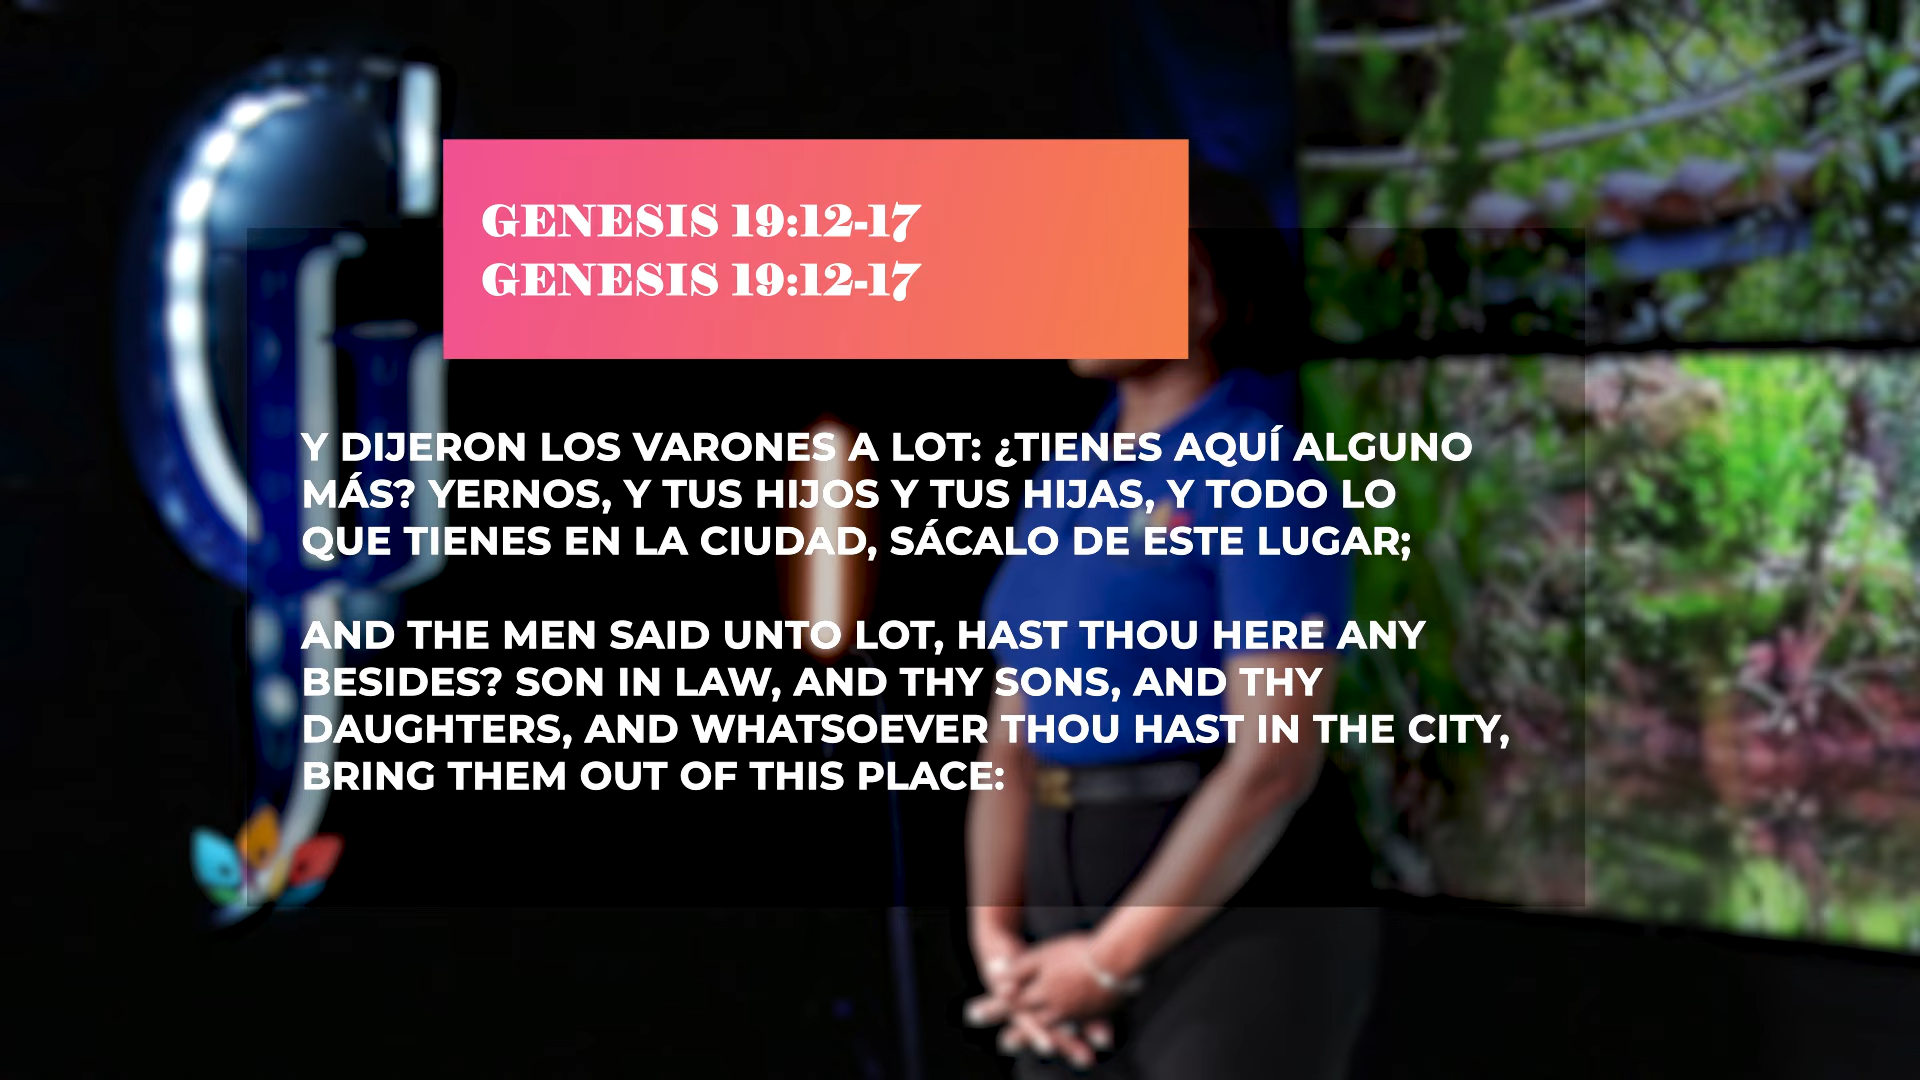 GENESIS 19:12-17
GENESIS 19:12-17
Y DIJERON LOS VARONES A LOT: ¿TIENES AQUÍ ALGUNO
MÁS? YERNOS, Y TUS HIJOS Y TUS HIJAS, Y TODO LO
QUE TIENES EN LA CIUDAD, SÁCALO DE ESTE LUGAR;
AND THE MEN SAID UNTO LOT, HAST THOU HERE ANY
BESIDES? SON IN LAW, AND THY SONS, AND THY
DAUGHTERS, AND WHATSOEVER THOU HAST IN THE CITY,
BRING THEM OUT OF THIS PLACE: